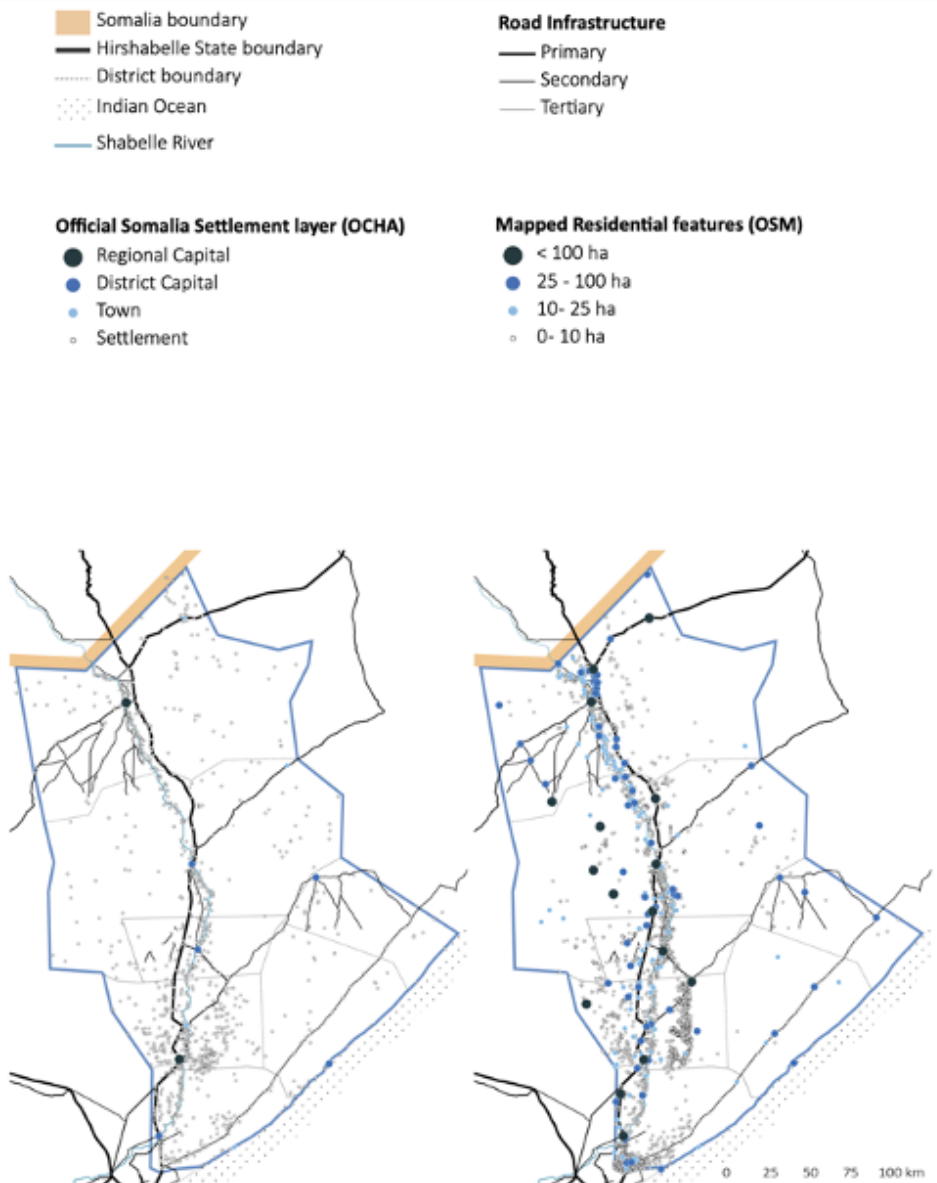 Somalia boundary
Hirshabelle State boundary
District boundary
Indian Ocean
Shabelle River
Road Infrastructure
Primary
Secondary
Tertiary
Official Somalia Settlement layer (OCHA)
Regional Capital
District Capital
Town
Settlement
Mapped Residential features (OSM)
< 100 ha
25 - 100 ha
10- 25 ha
0- 10 ha
0 25 50 75 100 km